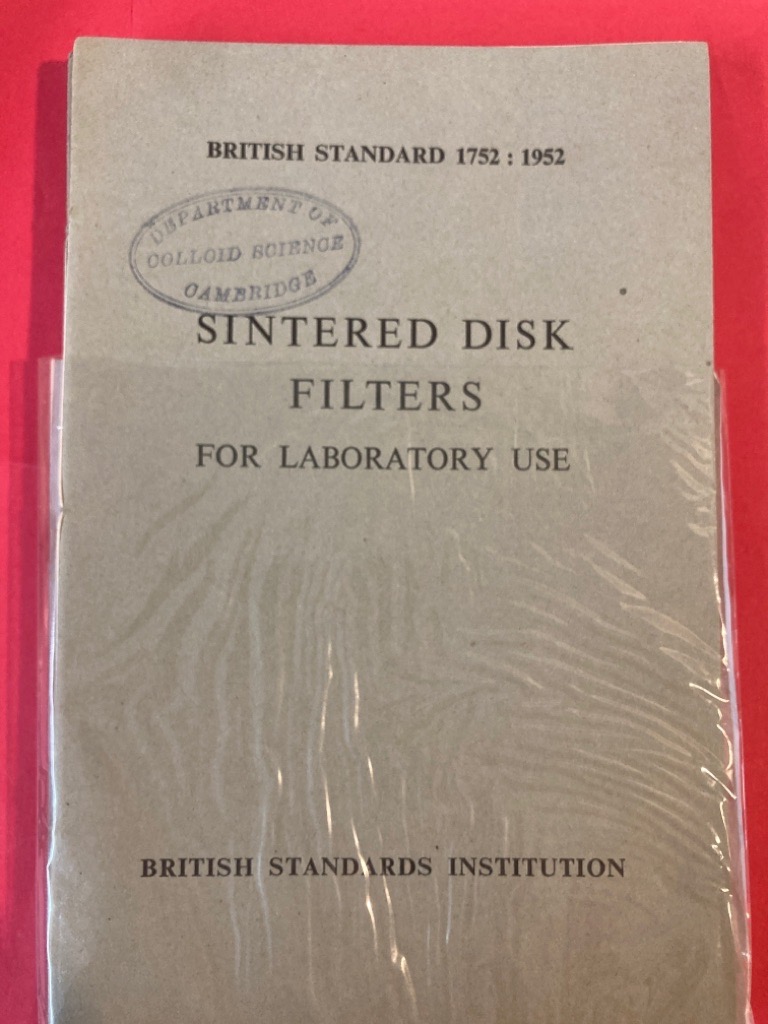 BRITISH STANDARD 1752 : 1952
DEPARTMENT OF
COLLOID SCIENCE
CAMBRIDGE
SINTERED DISK
FILTERS
FOR LABORATORY USE
BRITISH STANDARDS INSTITUTION